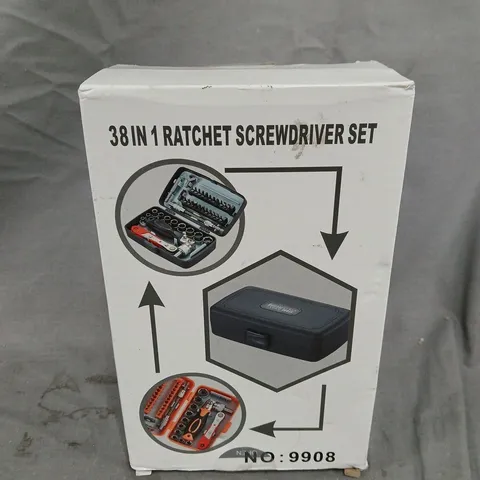 38 IN 1 RATCHET SCREWDRIVER SET
NO: 9908